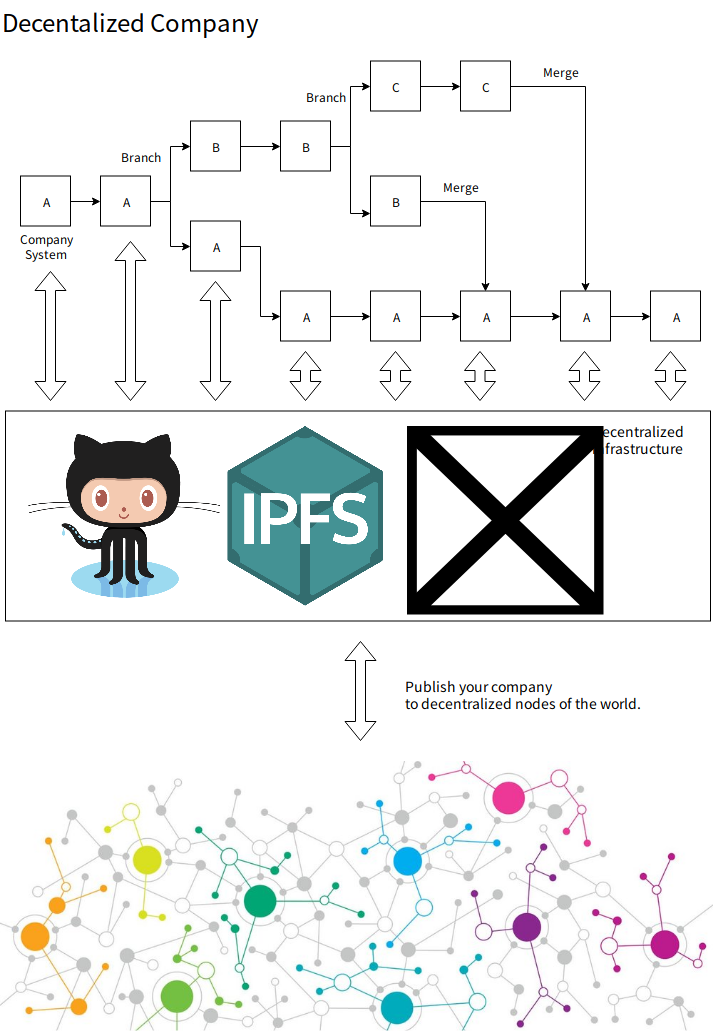 Decentalized Company
C
C
Merge
Branch
B
B
Branch
A
A
B
Merge
Company
System
A
A
A
A
A
A
ecentralized
frastructure
IPFS
Publish your company
to decentralized nodes of the world.